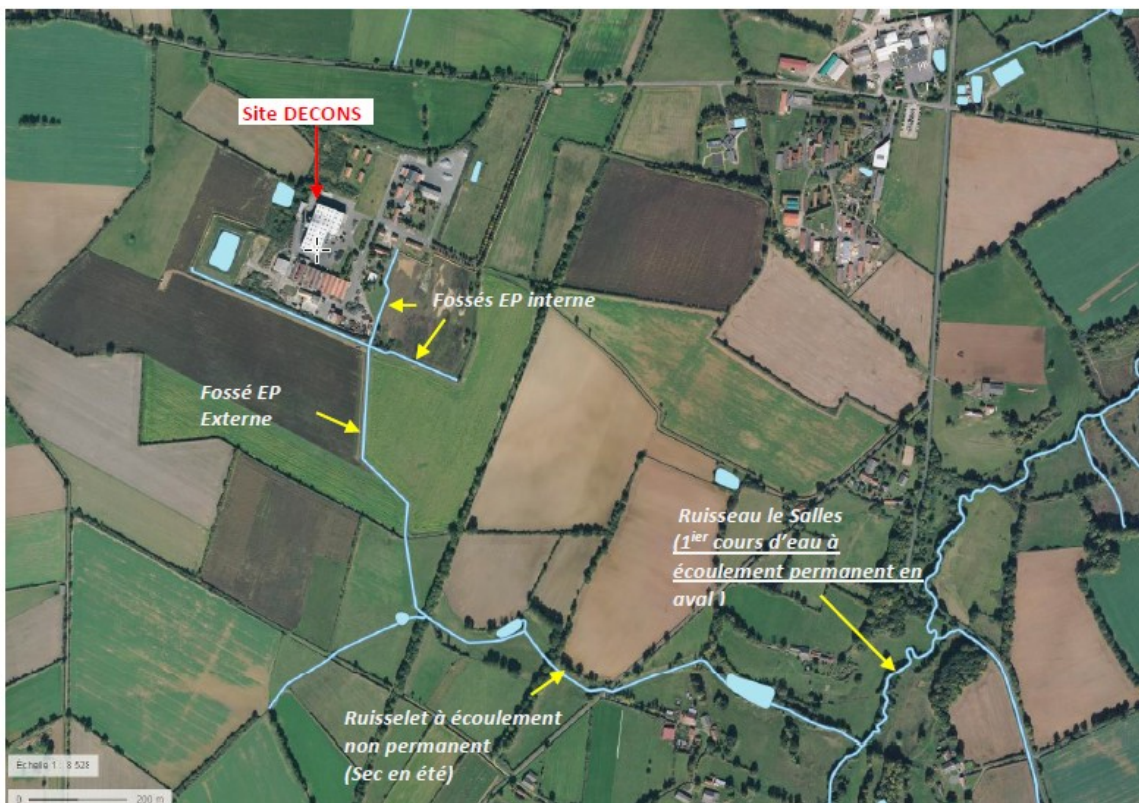 Site DECONS
Fossés EP interne
Fossé EP
Externe
Ruisseau le Salles
(1ier cours d'eau à
écoulement permanent en
aval )
Ruisselet à écoulement
non permanent
(Sec en été)
Echelle 1 : 8 528
0 200 m